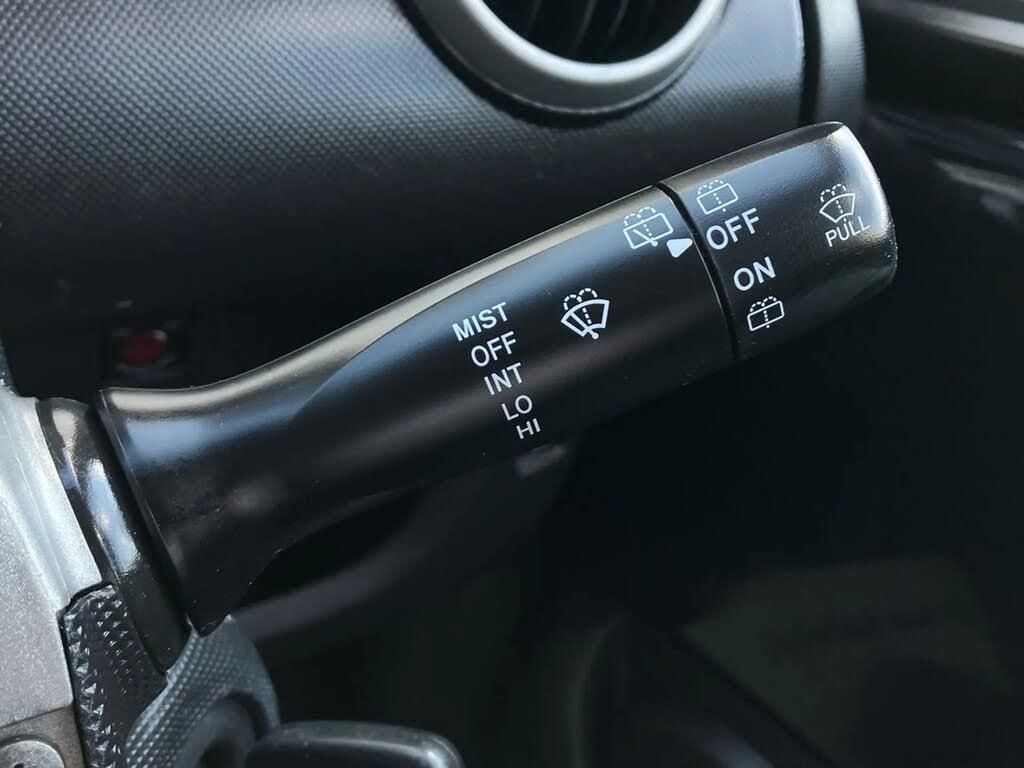 OFF
PULL
ON
MIST
OFF
INT
LO
HI